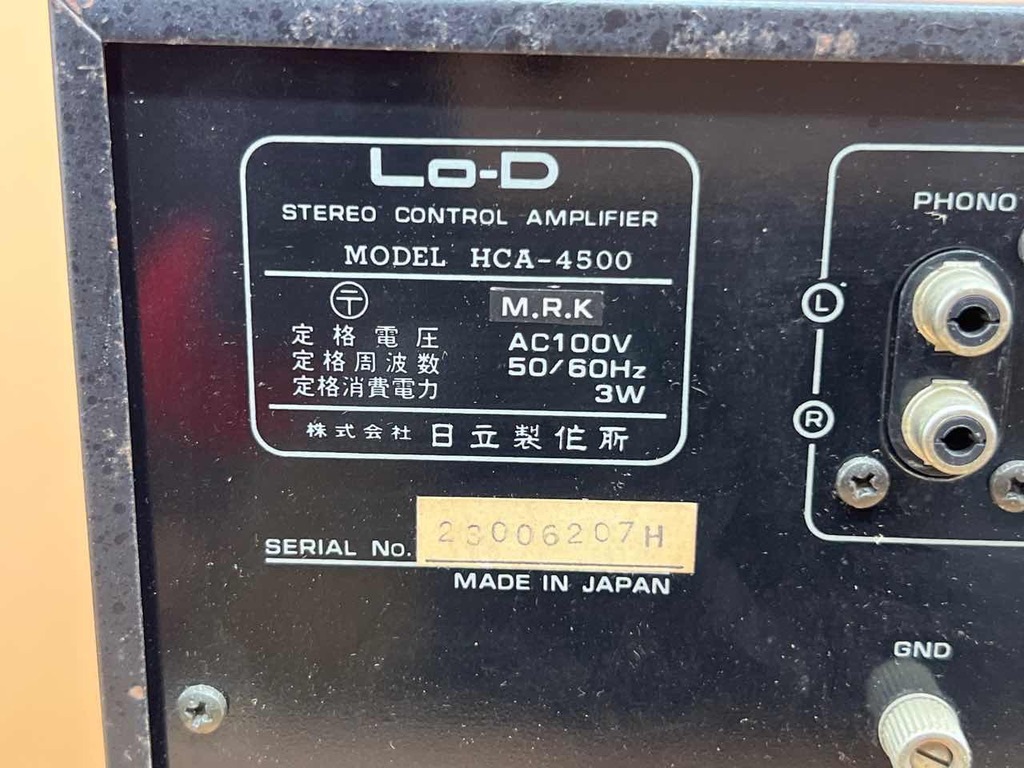 Lo-D
STEREO CONTROL AMPLIFIER
MODEL HCA-4500
〒 M.R.K
定格電圧 AC100V
定格周波数 50/60Hz
定格消費電力 3W
株式会社 日立製作所
SERIAL No. 23006207H
MADE IN JAPAN
PHONO
L
R
GND